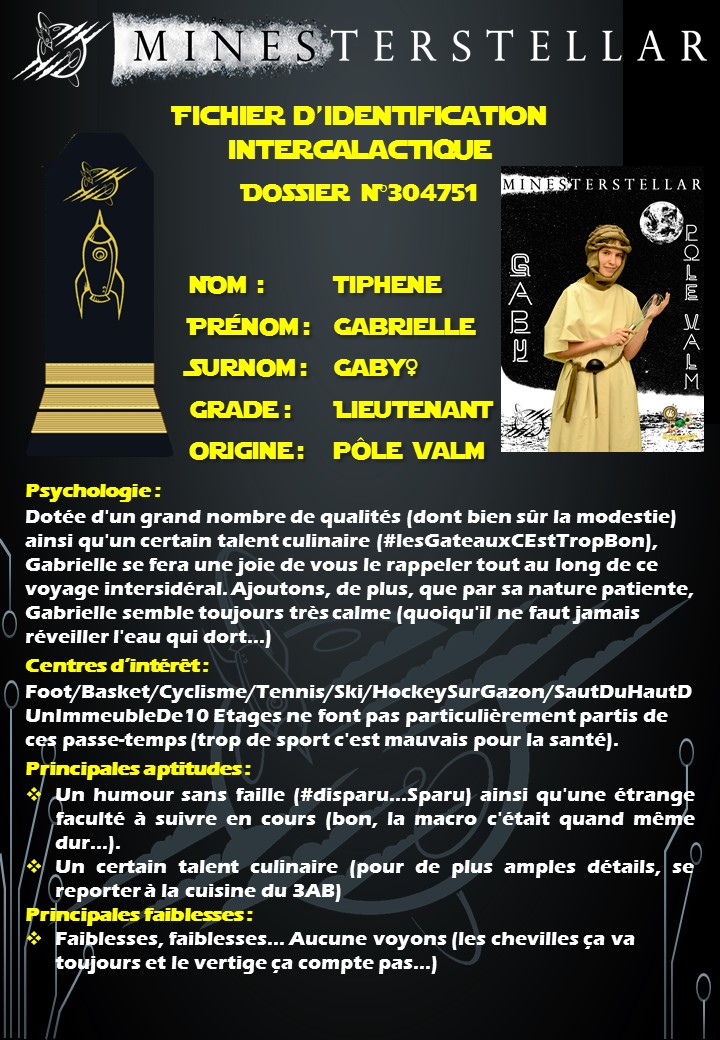 MINESTERSTELLAR
Fichier d'identification
intergalactique
Dossier N°304751
Nom : Tiphene
Prénom : Gabrielle
Surnom : Gaby♀
Grade : Lieutenant
Origine : Pôle VALM
MINESTERSTELLAR
GABY
PÔLE VALM
Psychologie :
Dotée d'un grand nombre de qualités (dont bien sûr la modestie)
ainsi qu'un certain talent culinaire (#lesGateauxCEstTropBon),
Gabrielle se fera une joie de vous le rappeler tout au long de ce
voyage intersidéral. Ajoutons, de plus, que par sa nature patiente,
Gabrielle semble toujours très calme (quoiqu'il ne faut jamais
réveiller l'eau qui dort...)
Centres d'intérêt :
Foot/Basket/Cyclisme/Tennis/Ski/HockeySurGazon/SautDuHautD
UnImmeubleDe10 Etages ne font pas particulièrement partis de
ces passe-temps (trop de sport c'est mauvais pour la santé).
Principales aptitudes :
❖ Un humour sans faille (#disparu...Sparu) ainsi qu'une étrange
faculté à suivre en cours (bon, la macro c'était quand même
dur...).
❖ Un certain talent culinaire (pour de plus amples détails, se
reporter à la cuisine du 3AB)
Principales faiblesses :
❖ Faiblesses, faiblesses... Aucune voyons (les chevilles ça va
toujours et le vertige ça compte pas...)